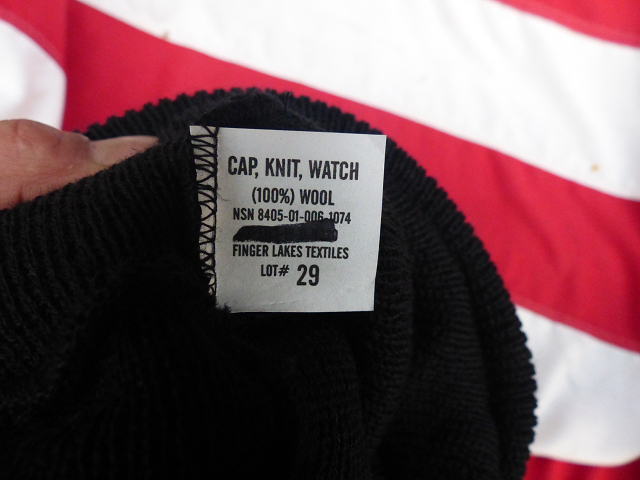 CAP, KNIT, WATCH
(100%) WOOL
NSN 8405-01-006-1074
FINGER LAKES TEXTILES
LOT# 29